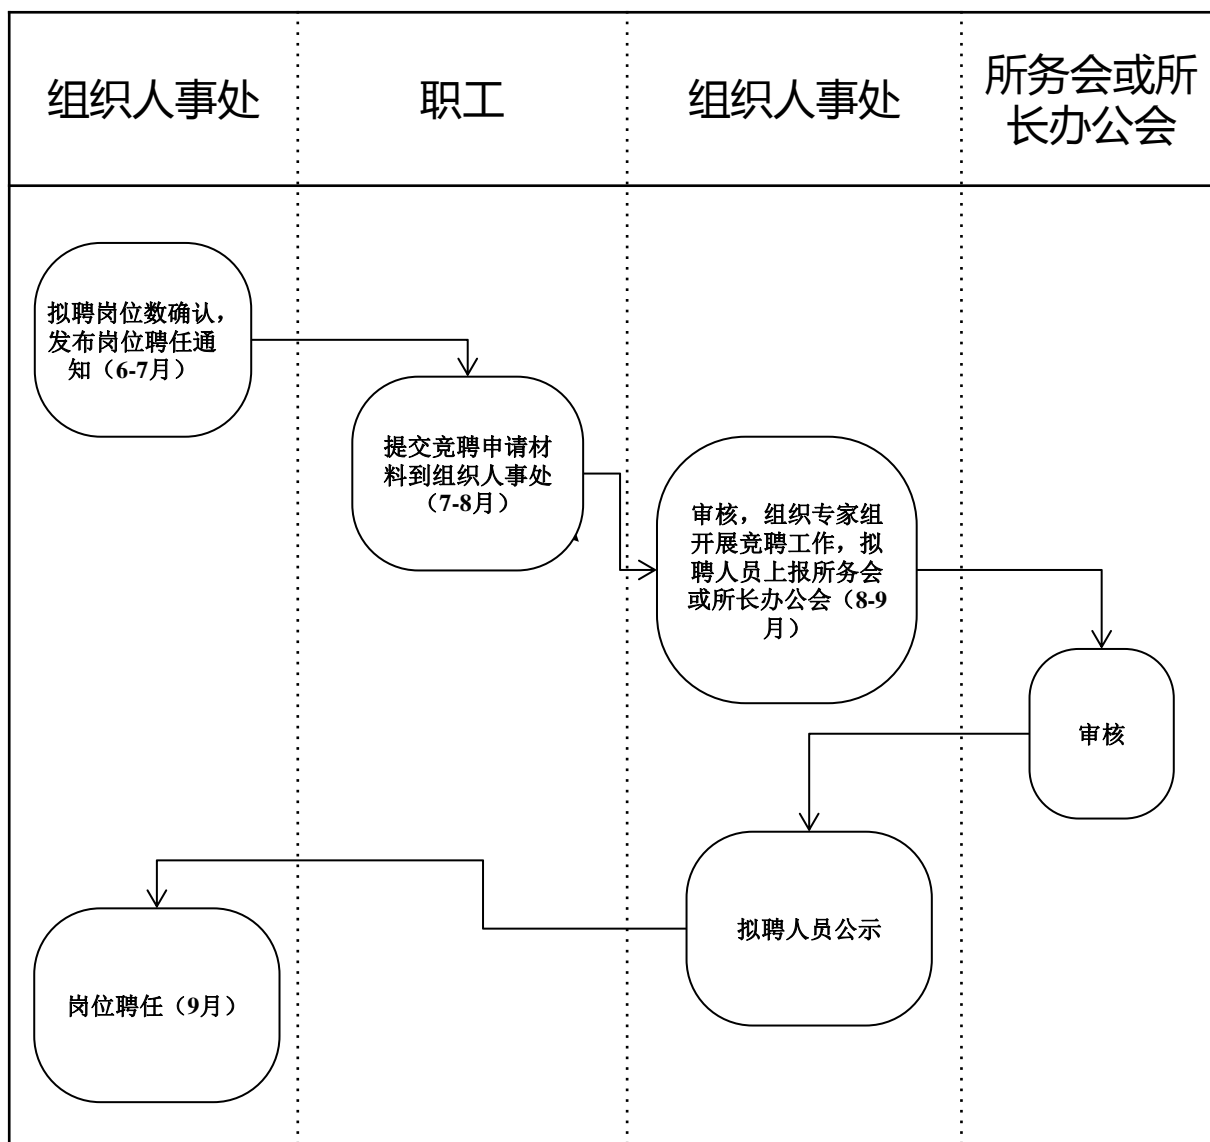 组织人事处
职工
组织人事处
所务会或所
长办公会
拟聘岗位数确认，
发布岗位聘任通
知（6-7月）
提交竞聘申请材
料到组织人事处
（7-8月）
审核，组织专家组
开展竞聘工作，拟
聘人员上报所务会
或所长办公会（8-9
月）
审核
拟聘人员公示
岗位聘任（9月）